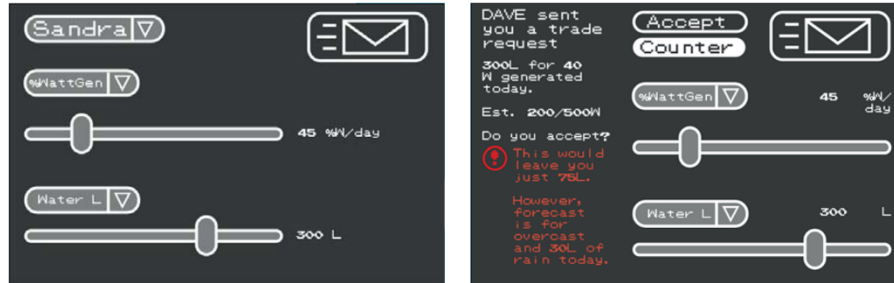 Sandra
%WattGen
45 %W/day
Water L
300 L
DAVE sent
you a trade
request
300L for 40
W generated
today.
Est. 200/500W
Do you accept?
This would
leave you
just 75L.
However,
forecast
is for
overcast
and 30L of
rain today.
Accept
Counter
%WattGen
45 %W/
day
Water L
300 L